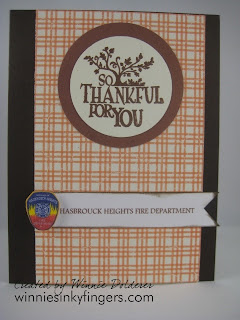 SO
THANKFUL
FOR YOU
HASBROUCK HEIGHTS FIRE DEPARTMENT
Created by Winnie Dolderer
winniesinkyfingers.com